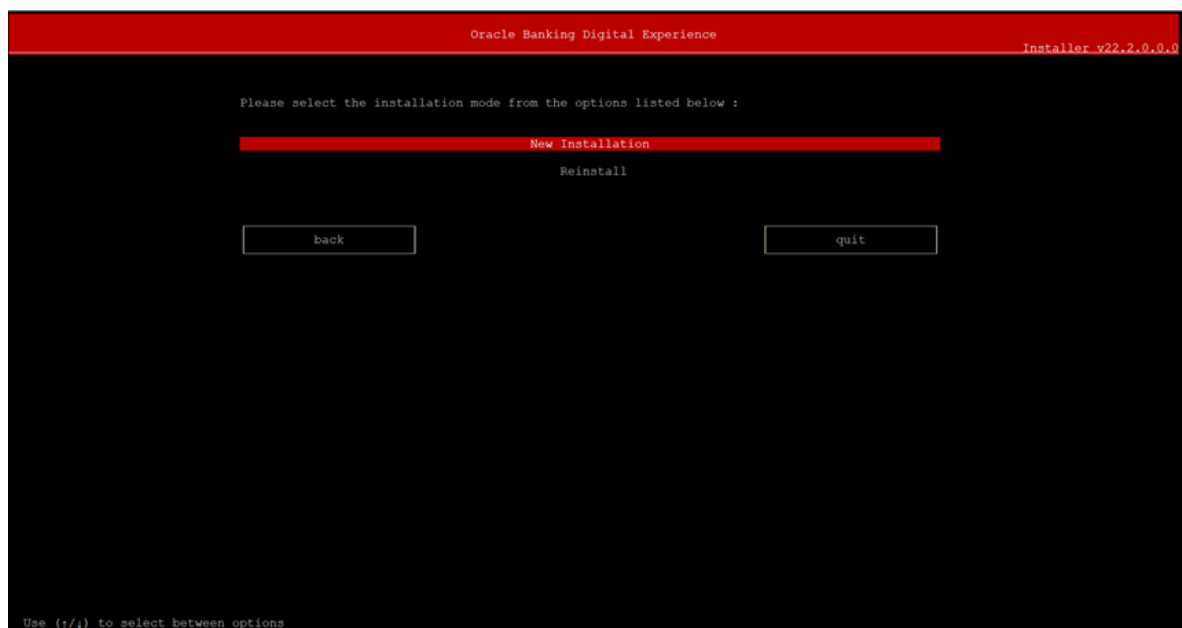 Oracle Banking Digital Experience
Installer v22.2.0.0.0
Please select the installation mode from the options listed below :
New Installation
Reinstall
back
quit
Use (↑/↓) to select between options